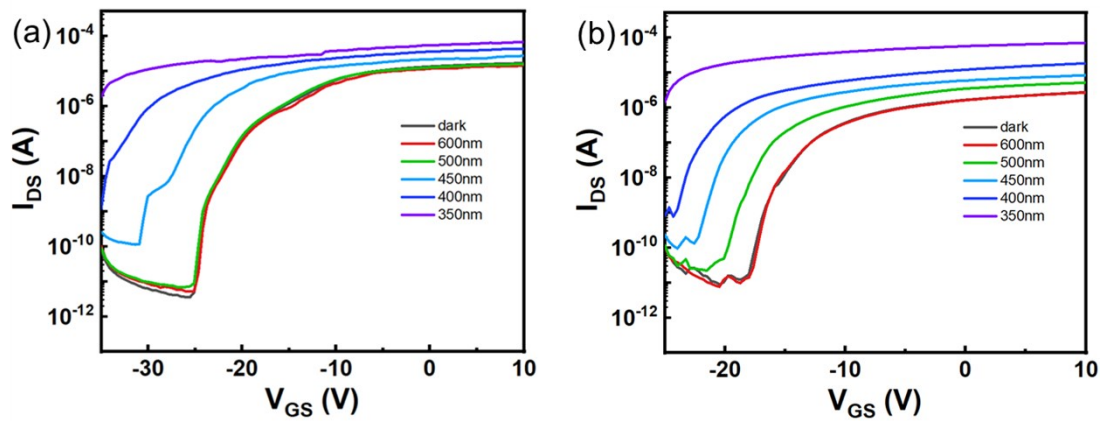 (a)
I_DS (A)
10^-4
10^-6
10^-8
10^-10
10^-12
dark
600nm
500nm
450nm
400nm
350nm
-30 -20 -10 0 10
V_GS (V)
(b)
I_DS (A)
10^-4
10^-6
10^-8
10^-10
10^-12
dark
600nm
500nm
450nm
400nm
350nm
-20 -10 0 10
V_GS (V)